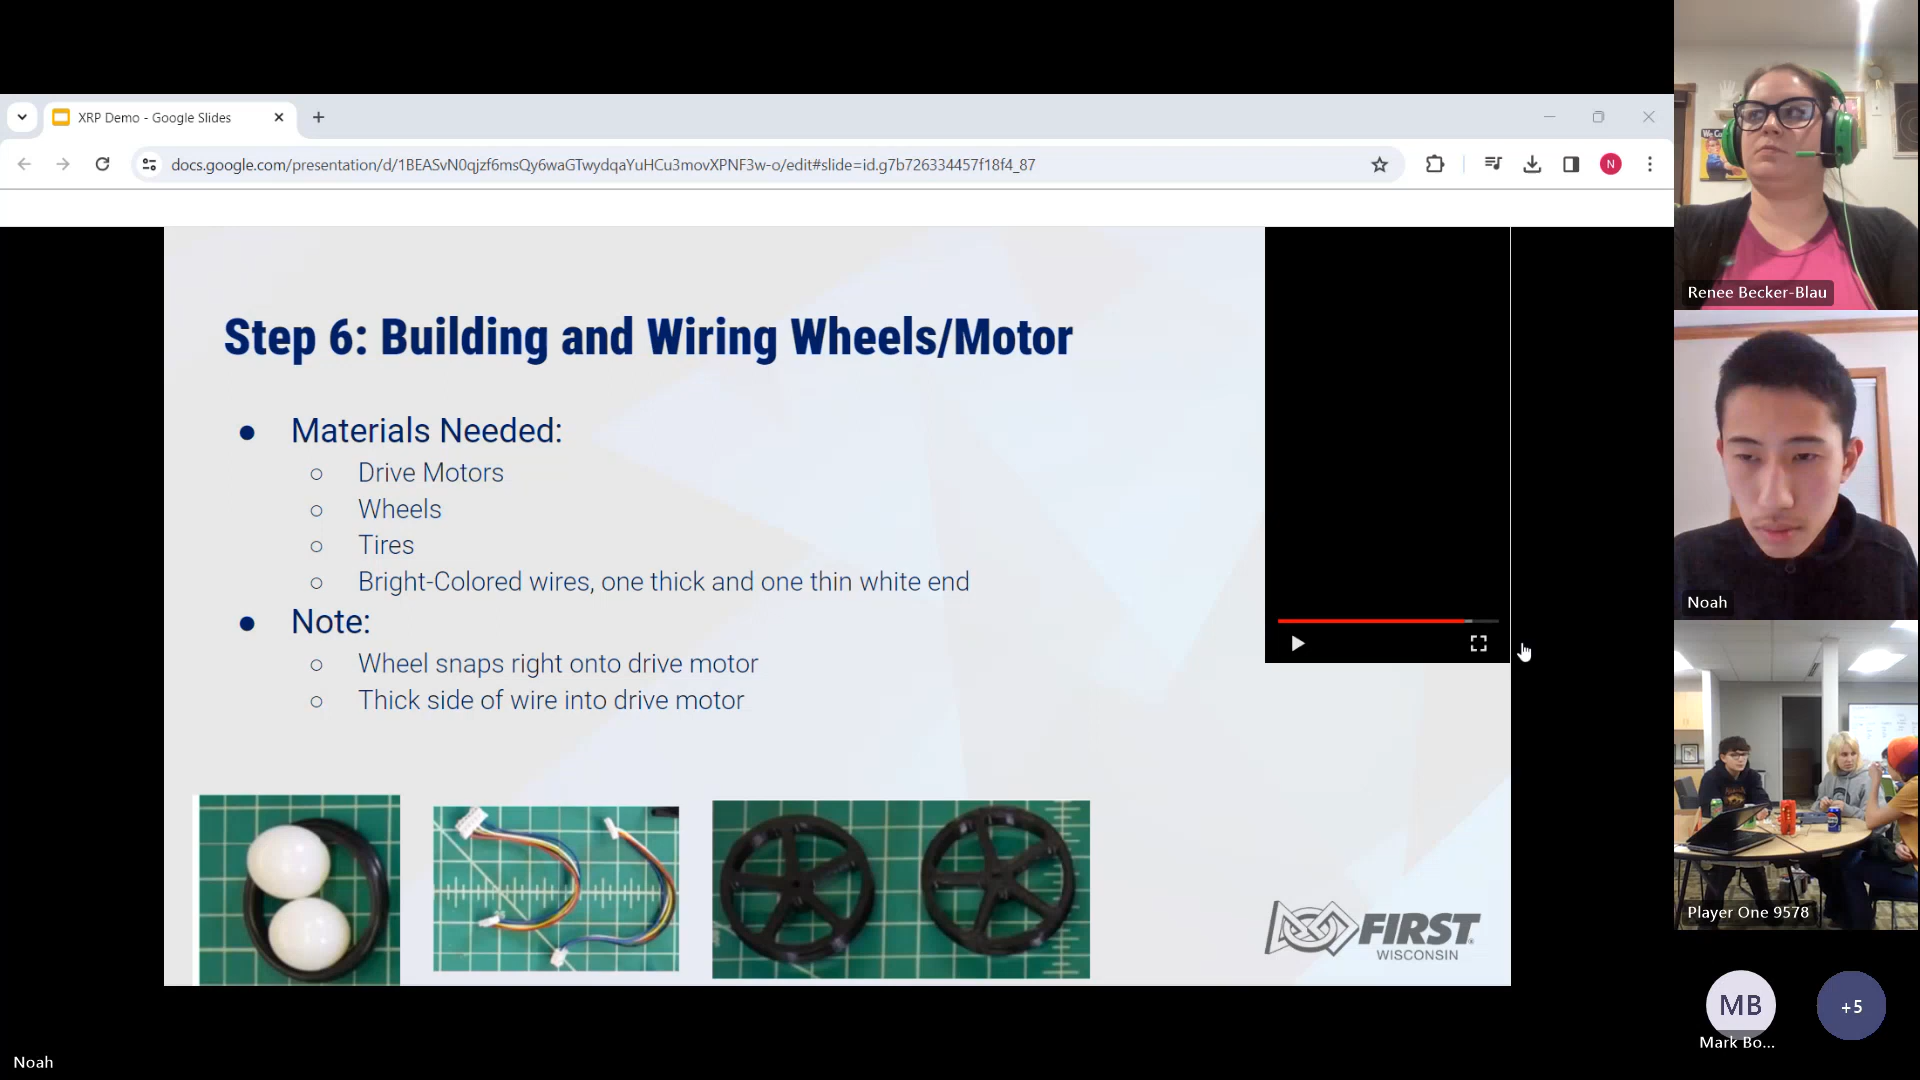 XRP Demo - Google Slides
docs.google.com/presentation/d/1BEASvN0qjzf6msQy6waGTwydqaYuHCu3movXPNF3w-o/edit#slide=id.g7b726334457f18f4_87
N
Step 6: Building and Wiring Wheels/Motor
Materials Needed:
Drive Motors
Wheels
Tires
Bright-Colored wires, one thick and one thin white end
Note:
Wheel snaps right onto drive motor
Thick side of wire into drive motor
FIRST
WISCONSIN
We Ca
Renee Becker-Blau
Noah
Player One 9578
MB
Mark Bo...
+5
Noah